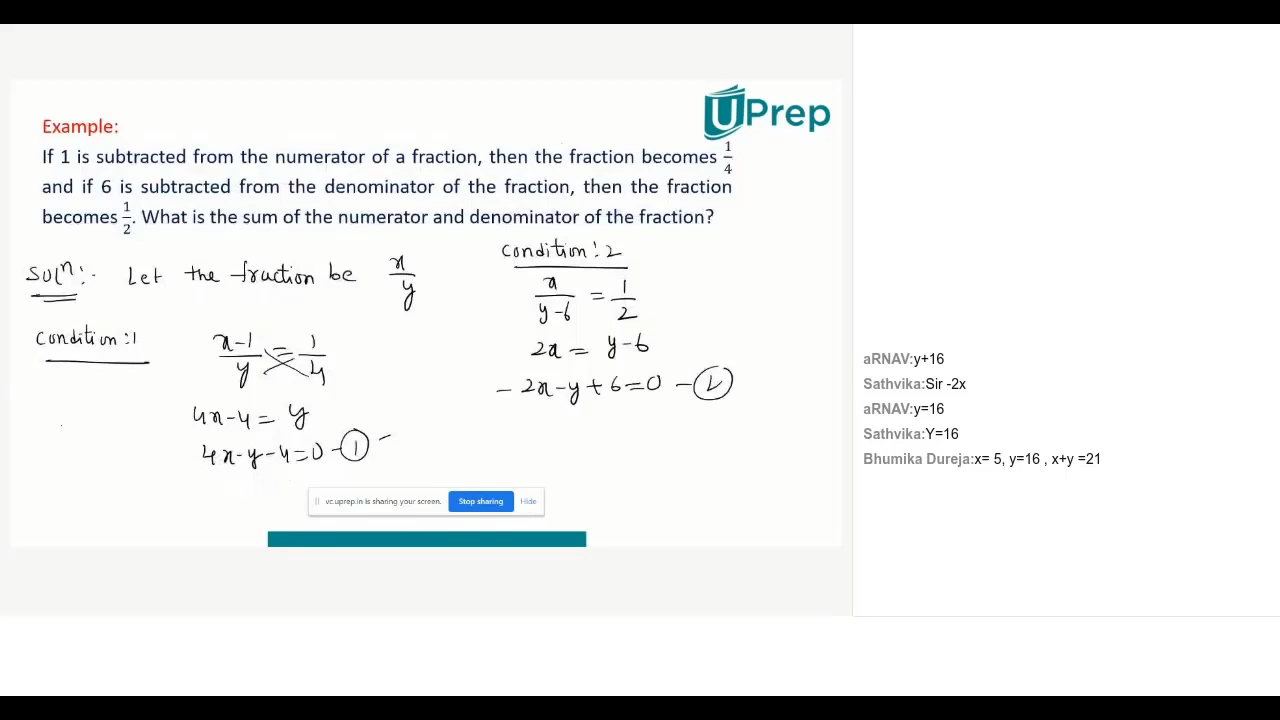 UPrep
Example:
If 1 is subtracted from the numerator of a fraction, then the fraction becomes 1/4
and if 6 is subtracted from the denominator of the fraction, then the fraction
becomes 1/2. What is the sum of the numerator and denominator of the fraction?
Soln:- Let the fraction be x/y
Condition:1
x-1/y = 1/4
4x-4 = y
4x-y-4=0 -①
Condition:2
x/y-6 = 1/2
2x = y-6
- 2x-y+6=0 -②
vc.uprep.in is sharing your screen. Stop sharing Hide
aRNAV:y+16
Sathvika:Sir -2x
aRNAV:y=16
Sathvika:Y=16
Bhumika Dureja:x= 5, y=16 , x+y =21